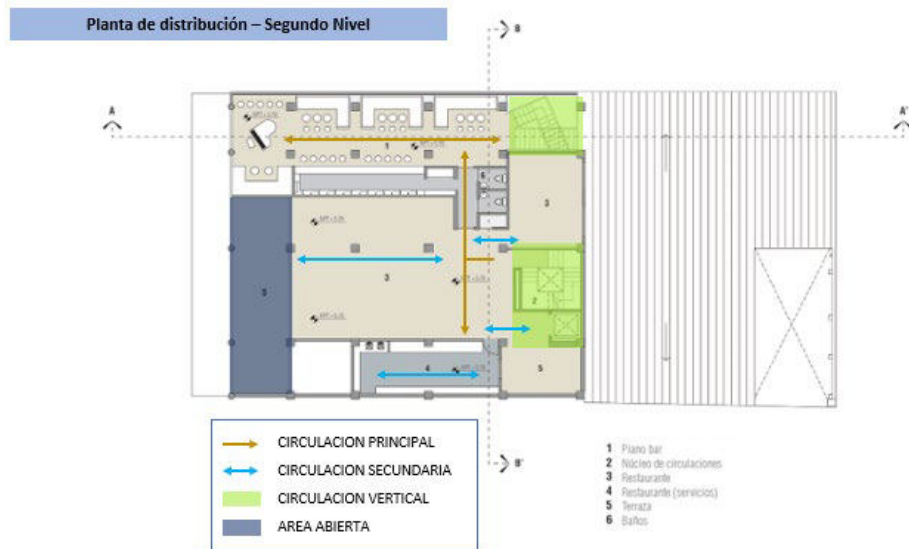 Planta de distribución – Segundo Nivel
B
A
A'
1
6
3
3
5
2
4
5
B'
CIRCULACION PRINCIPAL
CIRCULACION SECUNDARIA
CIRCULACION VERTICAL
AREA ABIERTA
1 Piano bar
2 Núcleo de circulaciones
3 Restaurante
4 Restaurante (servicios)
5 Terraza
6 Baños